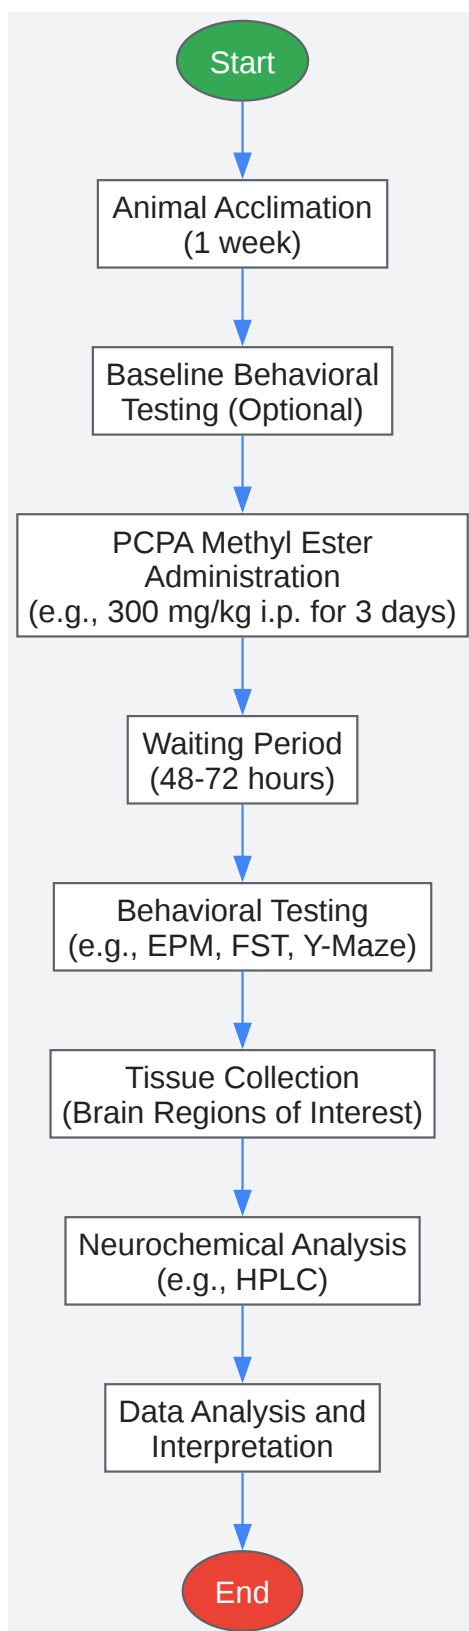 Start
Animal Acclimation
(1 week)
Baseline Behavioral
Testing (Optional)
PCPA Methyl Ester
Administration
(e.g., 300 mg/kg i.p. for 3 days)
Waiting Period
(48-72 hours)
Behavioral Testing
(e.g., EPM, FST, Y-Maze)
Tissue Collection
(Brain Regions of Interest)
Neurochemical Analysis
(e.g., HPLC)
Data Analysis and
Interpretation
End